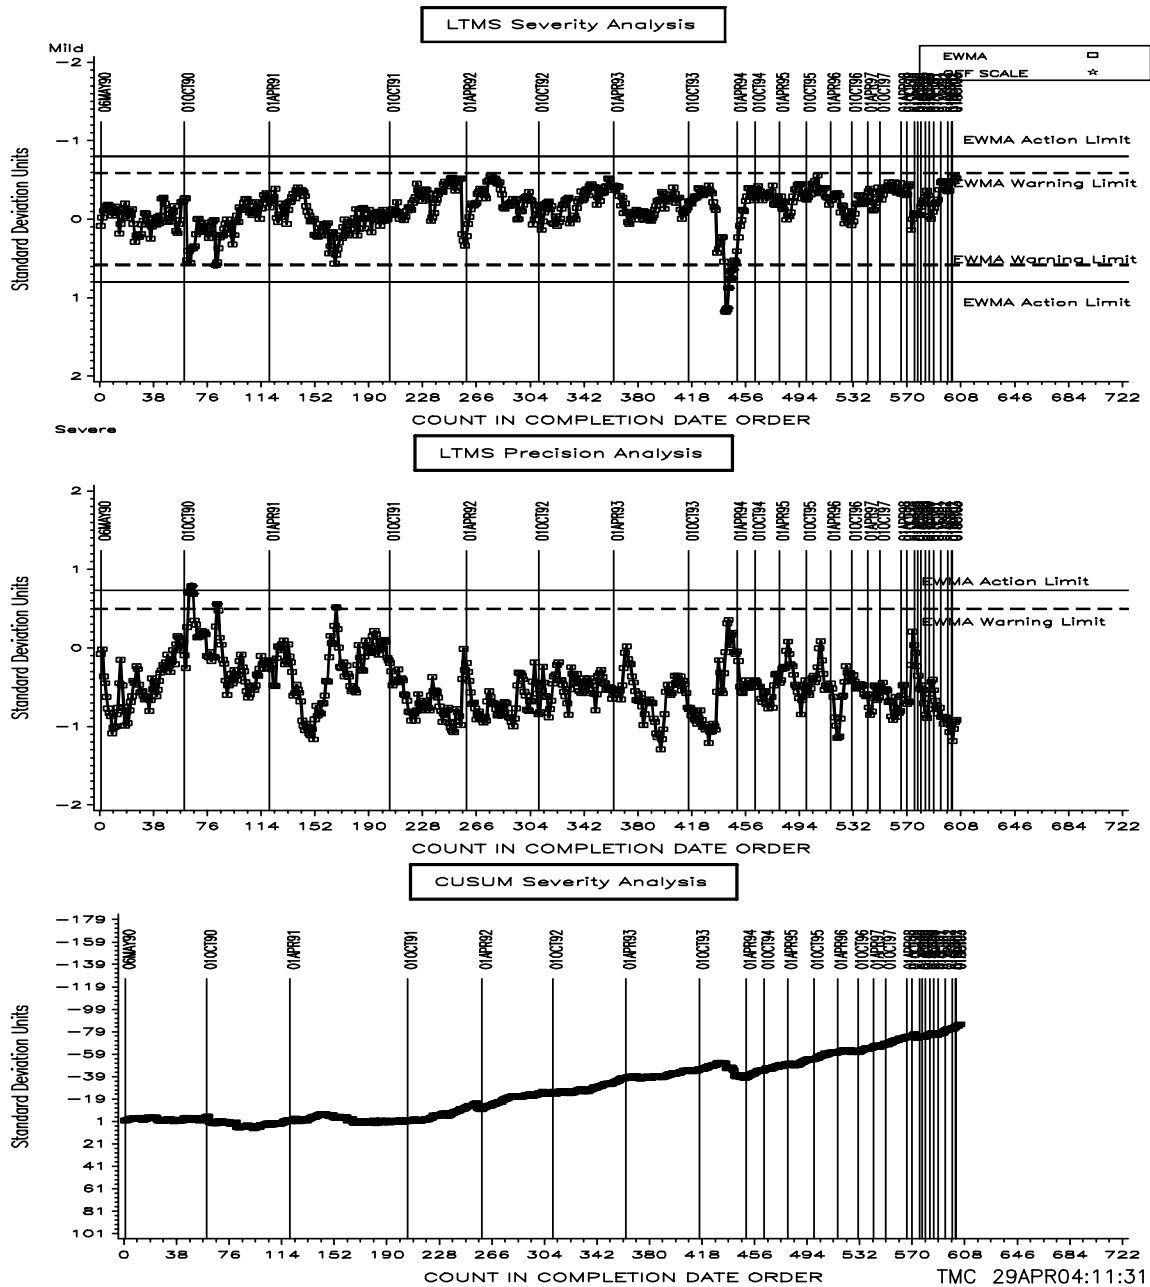 LTMS Severity Analysis
Mild
EWMA
OFF SCALE
-2
-1
0
1
2
Standard Deviation Units
06MAY90 01OCT90 01APR91 01OCT91 01APR92 01OCT92 01APR93 01OCT93 01APR94 01OCT94 01APR95 01OCT95 01APR96 01OCT96 01APR97 01OCT97 01APR98
EWMA Action Limit
EWMA Warning Limit
EWMA Warning Limit
EWMA Action Limit
0 38 76 114 152 190 228 266 304 342 380 418 456 494 532 570 608 646 684 722
COUNT IN COMPLETION DATE ORDER
Severe
LTMS Precision Analysis
2
1
0
-1
-2
Standard Deviation Units
06MAY90 01OCT90 01APR91 01OCT91 01APR92 01OCT92 01APR93 01OCT93 01APR94 01OCT94 01APR95 01OCT95 01APR96 01OCT96 01APR97 01OCT97 01APR98
EWMA Action Limit
EWMA Warning Limit
0 38 76 114 152 190 228 266 304 342 380 418 456 494 532 570 608 646 684 722
COUNT IN COMPLETION DATE ORDER
CUSUM Severity Analysis
-179
-159
-139
-119
-99
-79
-59
-39
-19
1
21
41
61
81
101
Standard Deviation Units
06MAY90 01OCT90 01APR91 01OCT91 01APR92 01OCT92 01APR93 01OCT93 01APR94 01OCT94 01APR95 01OCT95 01APR96 01OCT96 01APR97 01OCT97 01APR98
0 38 76 114 152 190 228 266 304 342 380 418 456 494 532 570 608 646 684 722
COUNT IN COMPLETION DATE ORDER
TMC 29APR04:11:31